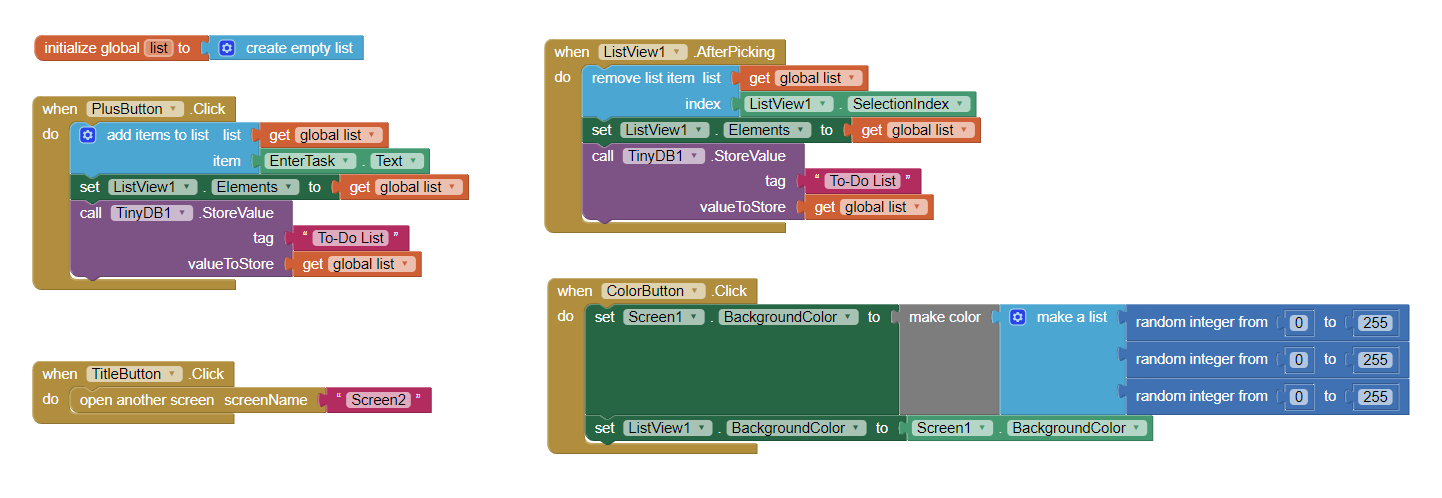 initialize global list to create empty list
when PlusButton .Click
do add items to list list get global list
item EnterTask . Text
set ListView1 . Elements to get global list
call TinyDB1 .StoreValue
tag “ To-Do List ”
valueToStore get global list
when TitleButton .Click
do open another screen screenName “ Screen2 ”
when ListView1 .AfterPicking
do remove list item list get global list
index ListView1 . SelectionIndex
set ListView1 . Elements to get global list
call TinyDB1 .StoreValue
tag “ To-Do List ”
valueToStore get global list
when ColorButton .Click
do set Screen1 . BackgroundColor to make color make a list random integer from 0 to 255
random integer from 0 to 255
random integer from 0 to 255
set ListView1 . BackgroundColor to Screen1 . BackgroundColor